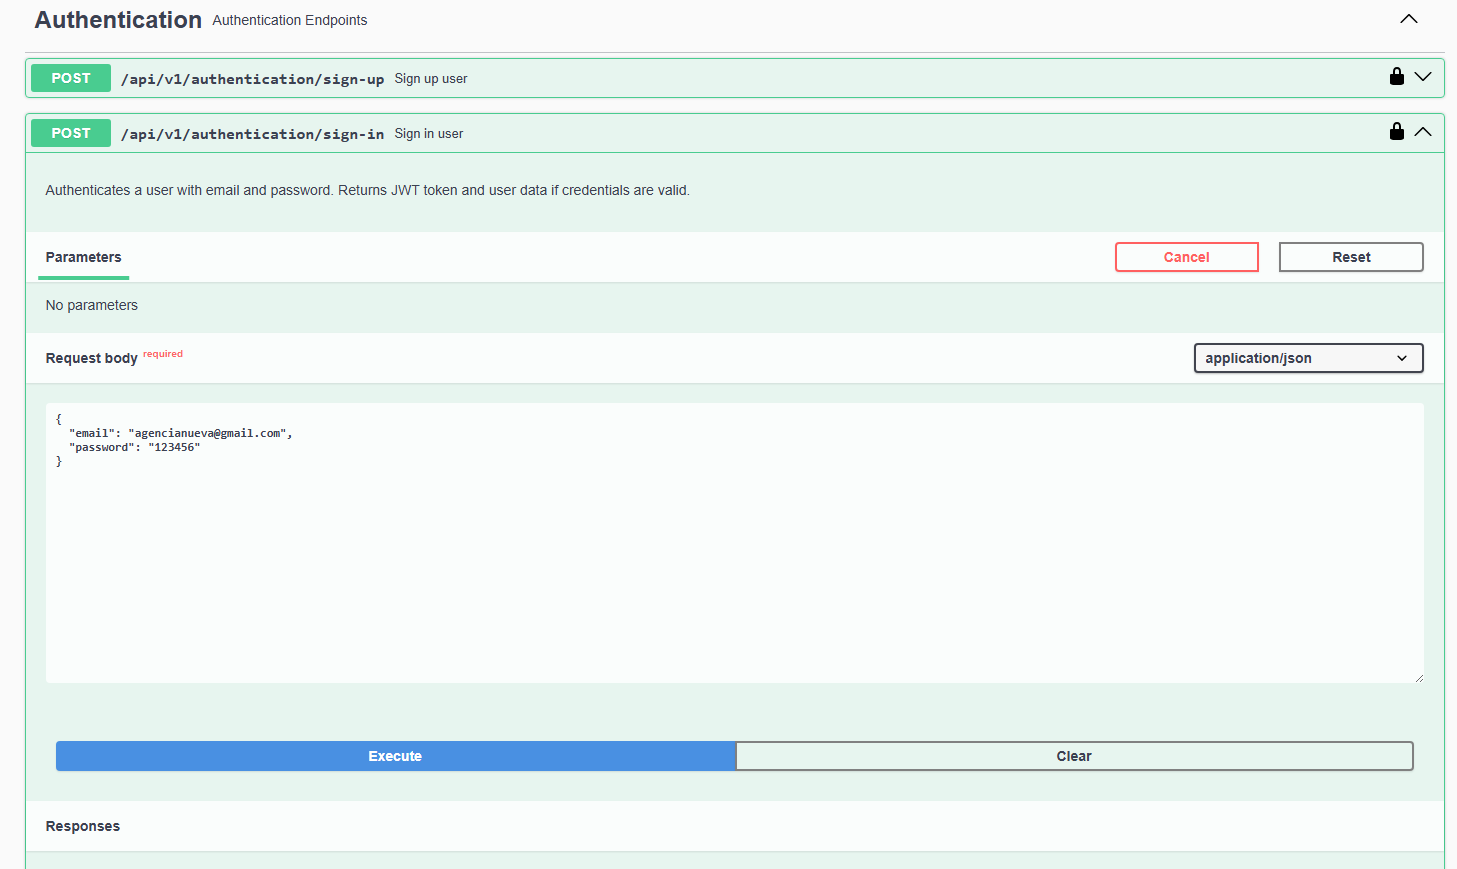 Authentication Authentication Endpoints
POST /api/v1/authentication/sign-up Sign up user
POST /api/v1/authentication/sign-in Sign in user
Authenticates a user with email and password. Returns JWT token and user data if credentials are valid.
Parameters Cancel Reset
No parameters
Request body required application/json
{
"email": "agencianueva@gmail.com",
"password": "123456"
}
Execute Clear
Responses